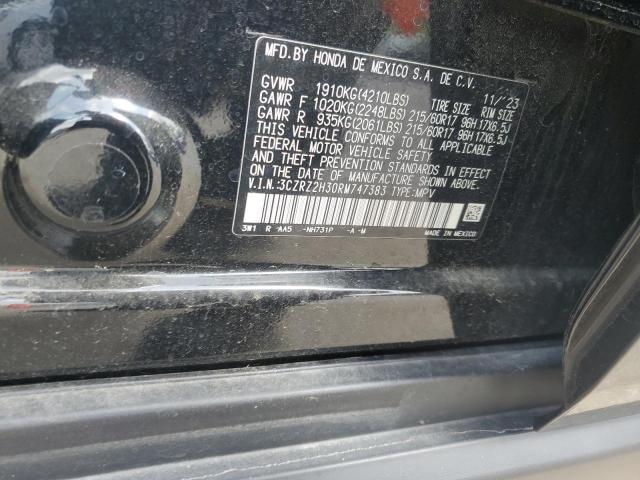 MFD. BY HONDA DE MEXICO S.A. DE C.V.
11/'23
GVWR 1910KG(4210LBS) TIRE SIZE RIM SIZE
GAWR F 1020KG(2248LBS) 215/60R17 96H 17X6.5J
GAWR R 935KG(2061LBS) 215/60R17 96H 17X6.5J
THIS VEHICLE CONFORMS TO ALL APPLICABLE
FEDERAL MOTOR VEHICLE SAFETY
AND THEFT PREVENTION STANDARDS IN EFFECT
ON THE DATE OF MANUFACTURE SHOWN ABOVE.
V.I.N.:3CZRZ2H30RM747383 TYPE:MPV
3W1 R AA5 -NH731P -A -M MADE IN MEXICO